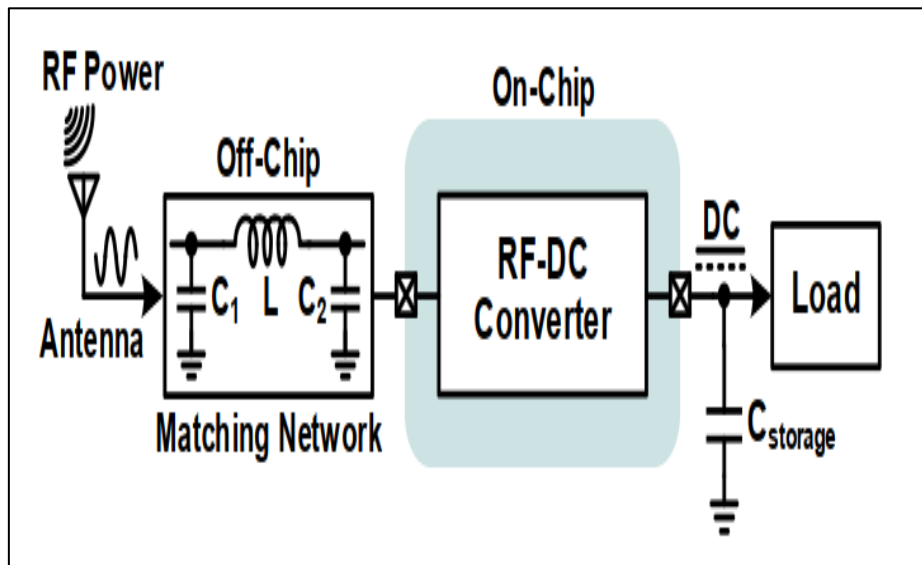 RF Power
Antenna
Off-Chip
C1
L
C2
Matching Network
On-Chip
RF-DC
Converter
DC
Load
Cstorage